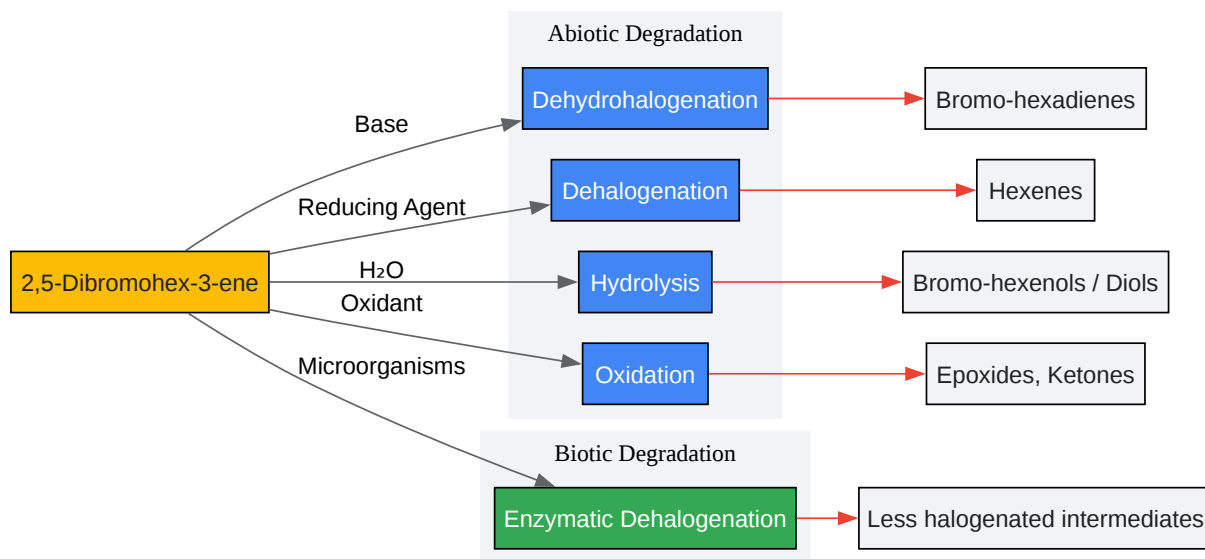 Abiotic Degradation
Dehydrohalogenation
Bromo-hexadienes
Base
Dehalogenation
Hexenes
Reducing Agent
2,5-Dibromohex-3-ene
H₂O
Hydrolysis
Bromo-hexenols / Diols
Oxidant
Oxidation
Epoxides, Ketones
Microorganisms
Biotic Degradation
Enzymatic Dehalogenation
Less halogenated intermediates